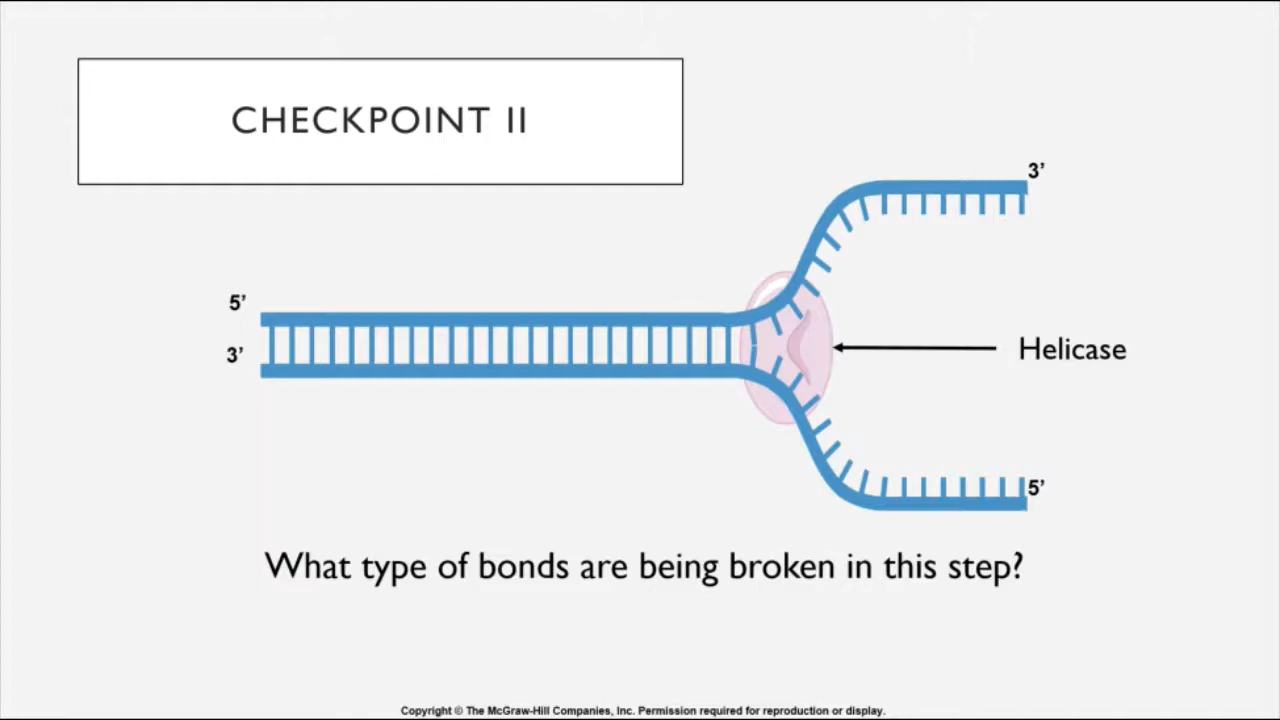 CHECKPOINT II
3’
5’
3’
Helicase
5’
What type of bonds are being broken in this step?
Copyright © The McGraw-Hill Companies, Inc. Permission required for reproduction or display.